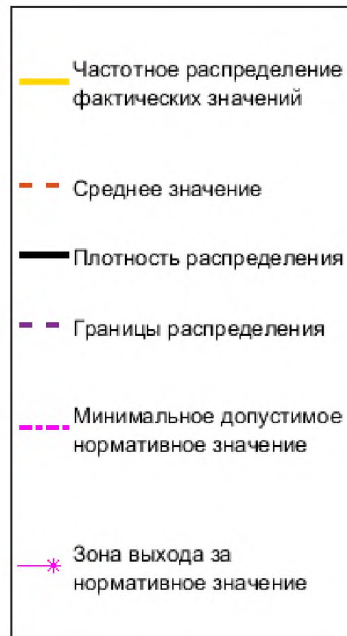 Частотное распределение
фактических значений
Среднее значение
Плотность распределения
Границы распределения
Минимальное допустимое
нормативное значение
Зона выхода за
нормативное значение